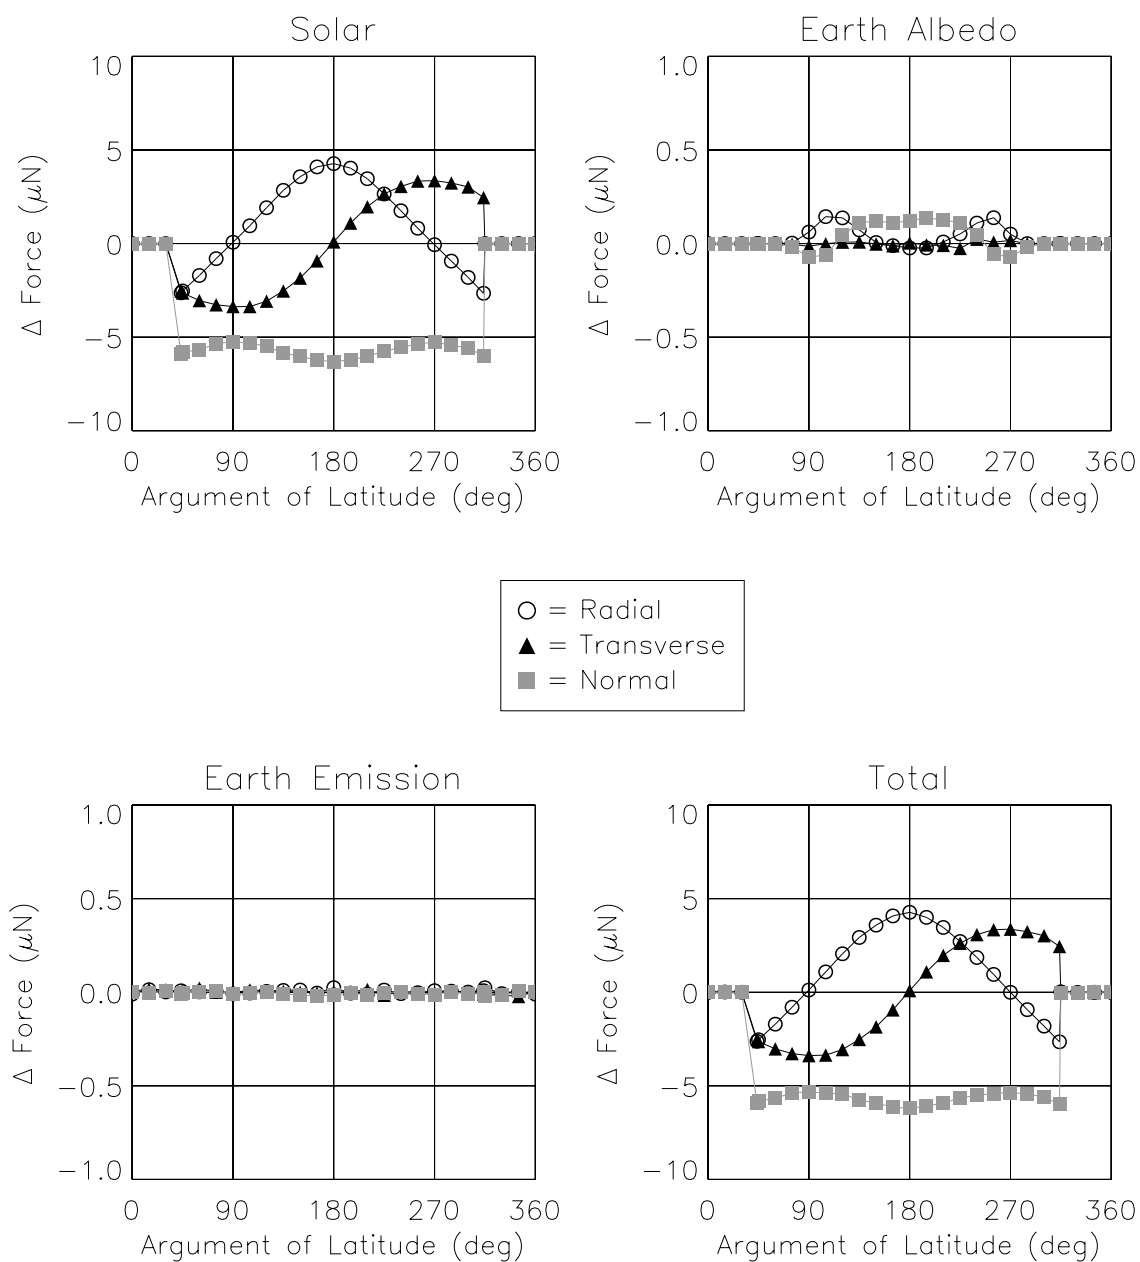 Solar
10
5
0
−5
−10
Δ Force (μN)
0 90 180 270 360
Argument of Latitude (deg)
Earth Albedo
1.0
0.5
0.0
−0.5
−1.0
Δ Force (μN)
0 90 180 270 360
Argument of Latitude (deg)
= Radial
= Transverse
= Normal
Earth Emission
1.0
0.5
0.0
−0.5
−1.0
Δ Force (μN)
0 90 180 270 360
Argument of Latitude (deg)
Total
10
5
0
−5
−10
Δ Force (μN)
0 90 180 270 360
Argument of Latitude (deg)